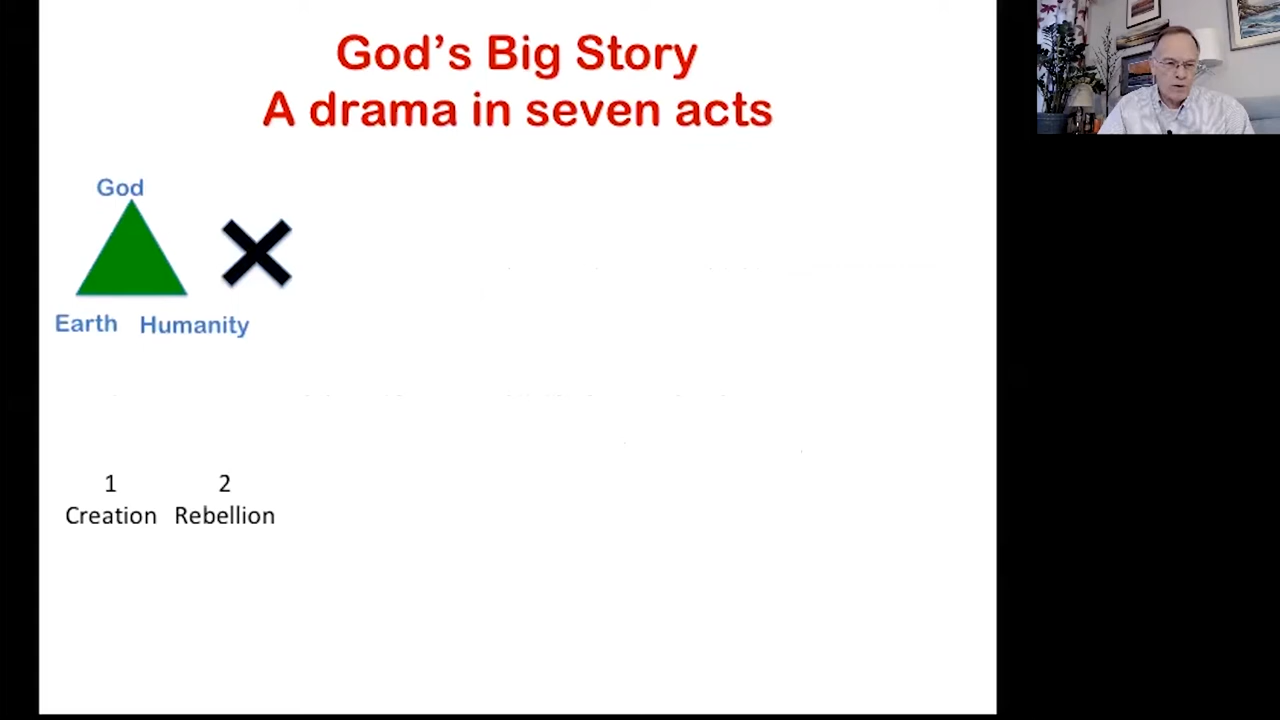 God’s Big Story
A drama in seven acts
God
Earth Humanity
1 2
Creation Rebellion